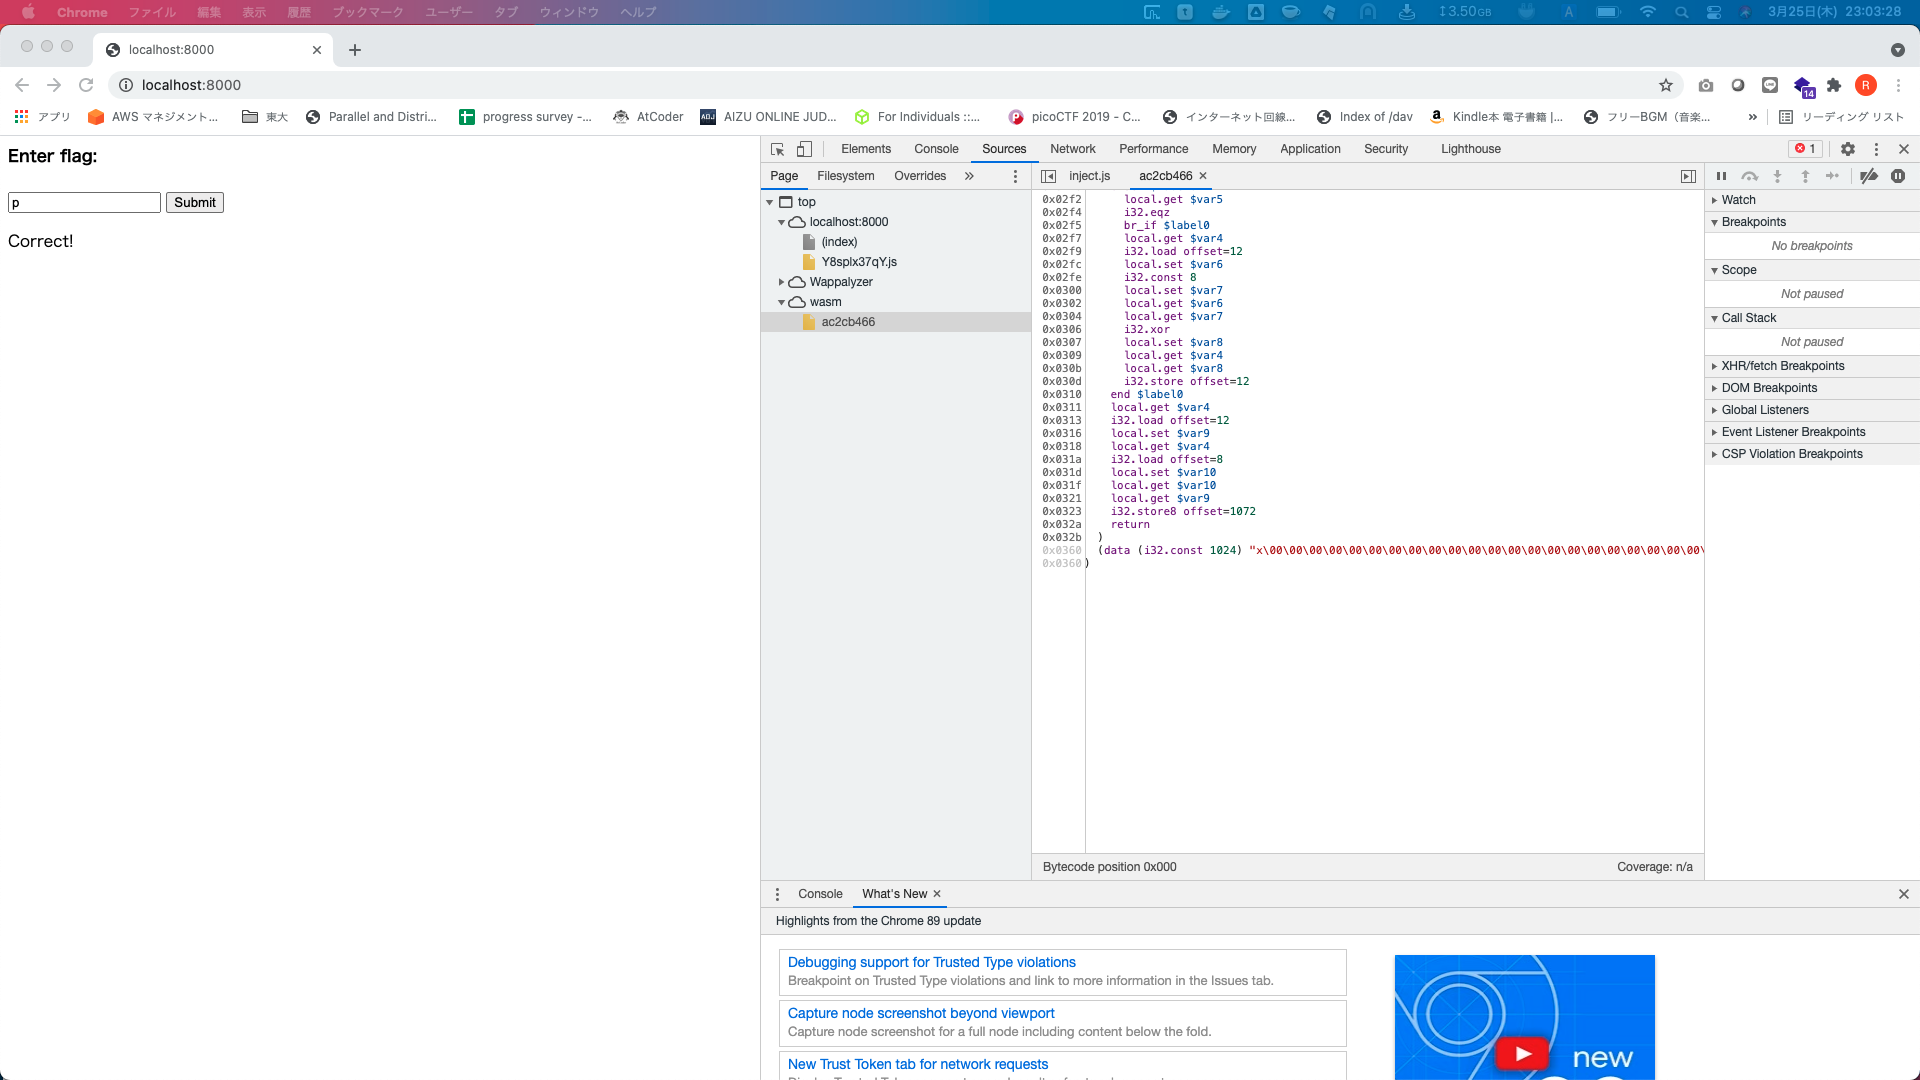 Chrome ファイル 編集 表示 履歴 ブックマーク ユーザー タブ ウィンドウ ヘルプ 3.50GB A 3月25日(木) 23:03:28
localhost:8000
localhost:8000 14 R
アプリ AWS マネジメント... 東大 Parallel and Distri... progress survey -... AtCoder AOJ AIZU ONLINE JUD... For Individuals ::... picoCTF 2019 - C... インターネット回線... Index of /dav Kindle本 電子書籍 |... フリーBGM（音楽... » リーディング リスト
Enter flag:
p Submit
Correct!
Elements Console Sources Network Performance Memory Application Security Lighthouse 1
Page Filesystem Overrides »
top
localhost:8000
(index)
Y8splx37qY.js
Wappalyzer
wasm
ac2cb466
inject.js ac2cb466
0x02f2 local.get $var5
0x02f4 i32.eqz
0x02f5 br_if $label0
0x02f7 local.get $var4
0x02f9 i32.load offset=12
0x02fc local.set $var6
0x02fe i32.const 8
0x0300 local.set $var7
0x0302 local.get $var6
0x0304 local.get $var7
0x0306 i32.xor
0x0307 local.set $var8
0x0309 local.get $var4
0x030b local.get $var8
0x030d i32.store offset=12
0x0310 end $label0
0x0311 local.get $var4
0x0313 i32.load offset=12
0x0316 local.set $var9
0x0318 local.get $var4
0x031a i32.load offset=8
0x031d local.set $var10
0x031f local.get $var10
0x0321 local.get $var9
0x0323 i32.store8 offset=1072
0x032a return
0x032b )
0x0360 (data (i32.const 1024) "x\00\00\00\00\00\00\00\00\00\00\00\00\00\00\00\00\00\00\00\00\00\00\
0x0360 )
Bytecode position 0x000 Coverage: n/a
Watch
Breakpoints
No breakpoints
Scope
Not paused
Call Stack
Not paused
XHR/fetch Breakpoints
DOM Breakpoints
Global Listeners
Event Listener Breakpoints
CSP Violation Breakpoints
Console What's New
Highlights from the Chrome 89 update
Debugging support for Trusted Type violations
Breakpoint on Trusted Type violations and link to more information in the Issues tab.
Capture node screenshot beyond viewport
Capture node screenshot for a full node including content below the fold.
New Trust Token tab for network requests
new